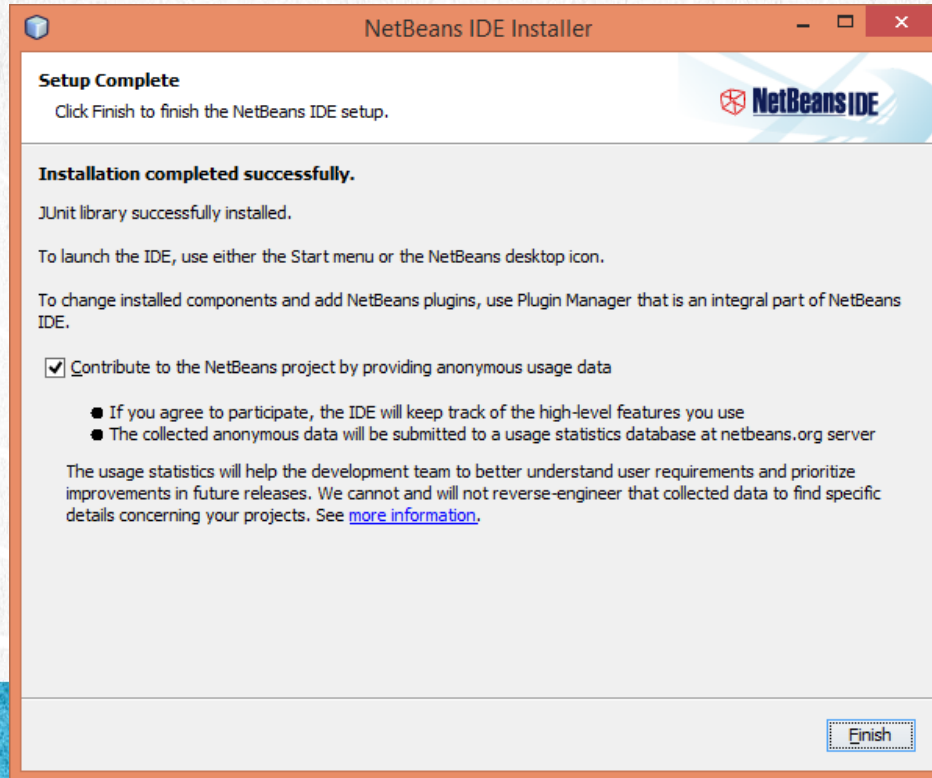 NetBeans IDE Installer
Setup Complete
Click Finish to finish the NetBeans IDE setup.
NetBeans IDE
Installation completed successfully.
JUnit library successfully installed.
To launch the IDE, use either the Start menu or the NetBeans desktop icon.
To change installed components and add NetBeans plugins, use Plugin Manager that is an integral part of NetBeans
IDE.
Contribute to the NetBeans project by providing anonymous usage data
If you agree to participate, the IDE will keep track of the high-level features you use
The collected anonymous data will be submitted to a usage statistics database at netbeans.org server
The usage statistics will help the development team to better understand user requirements and prioritize
improvements in future releases. We cannot and will not reverse-engineer that collected data to find specific
details concerning your projects. See more information.
Finish